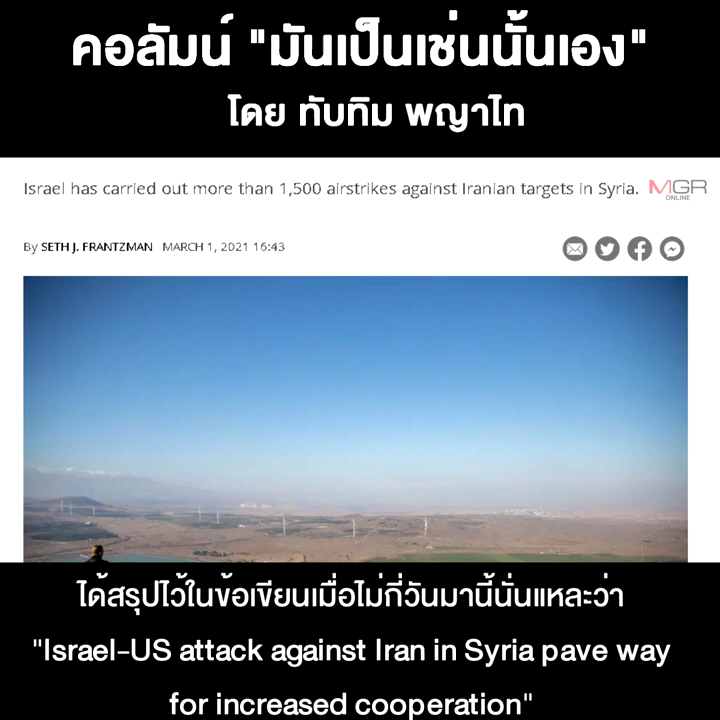 คอลัมน์ "มันเป็นเช่นนั้นเอง"
โดย ทับทิม พญาไท
Israel has carried out more than 1,500 airstrikes against Iranian targets in Syria.
MGR
ONLINE
By SETH J. FRANTZMAN MARCH 1, 2021 16:43
ได้สรุปไว้ในข้อเขียนเมื่อไม่กี่วันมานี้นั่นแหละว่า
"Israel-US attack against Iran in Syria pave way
for increased cooperation"